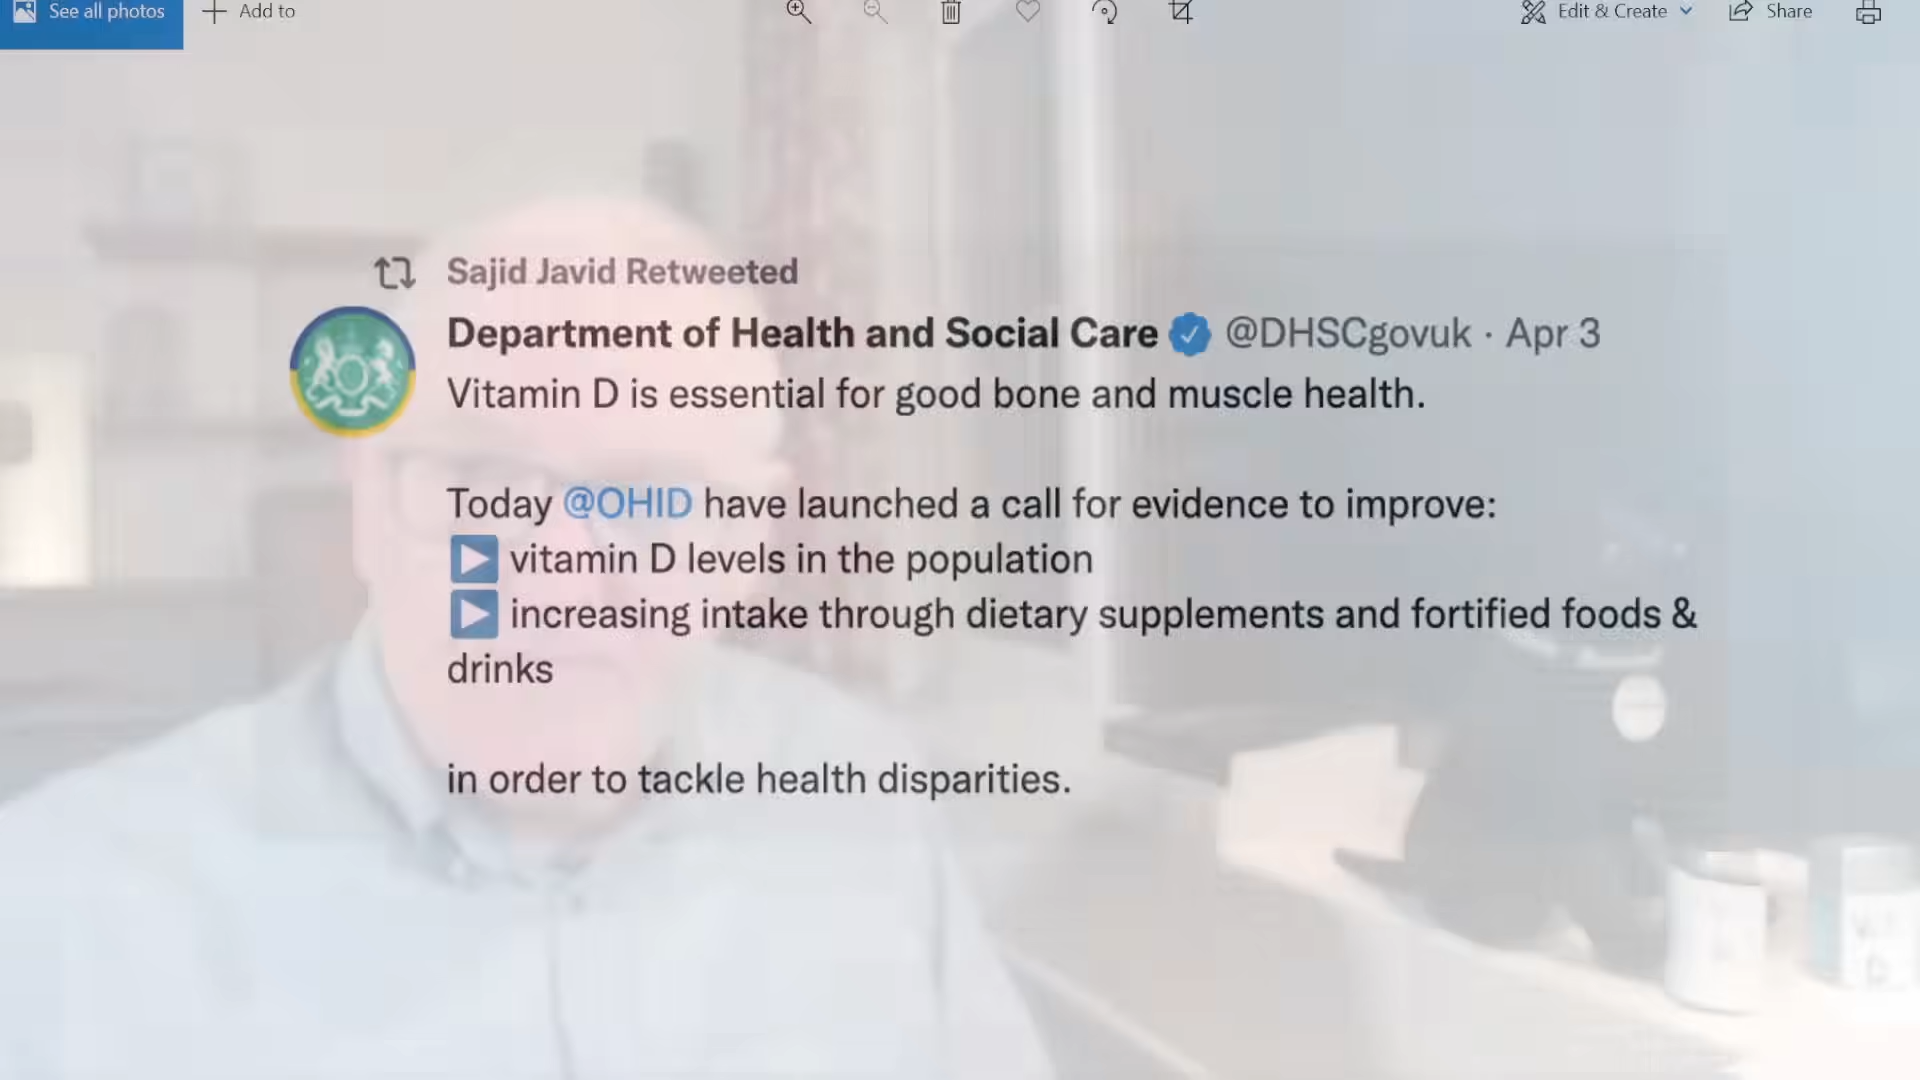 See all photos
Add to
Edit & Create
Share
Sajid Javid Retweeted
Department of Health and Social Care @DHSCgovuk · Apr 3
Vitamin D is essential for good bone and muscle health.
Today @OHID have launched a call for evidence to improve:
vitamin D levels in the population
increasing intake through dietary supplements and fortified foods &
drinks
in order to tackle health disparities.